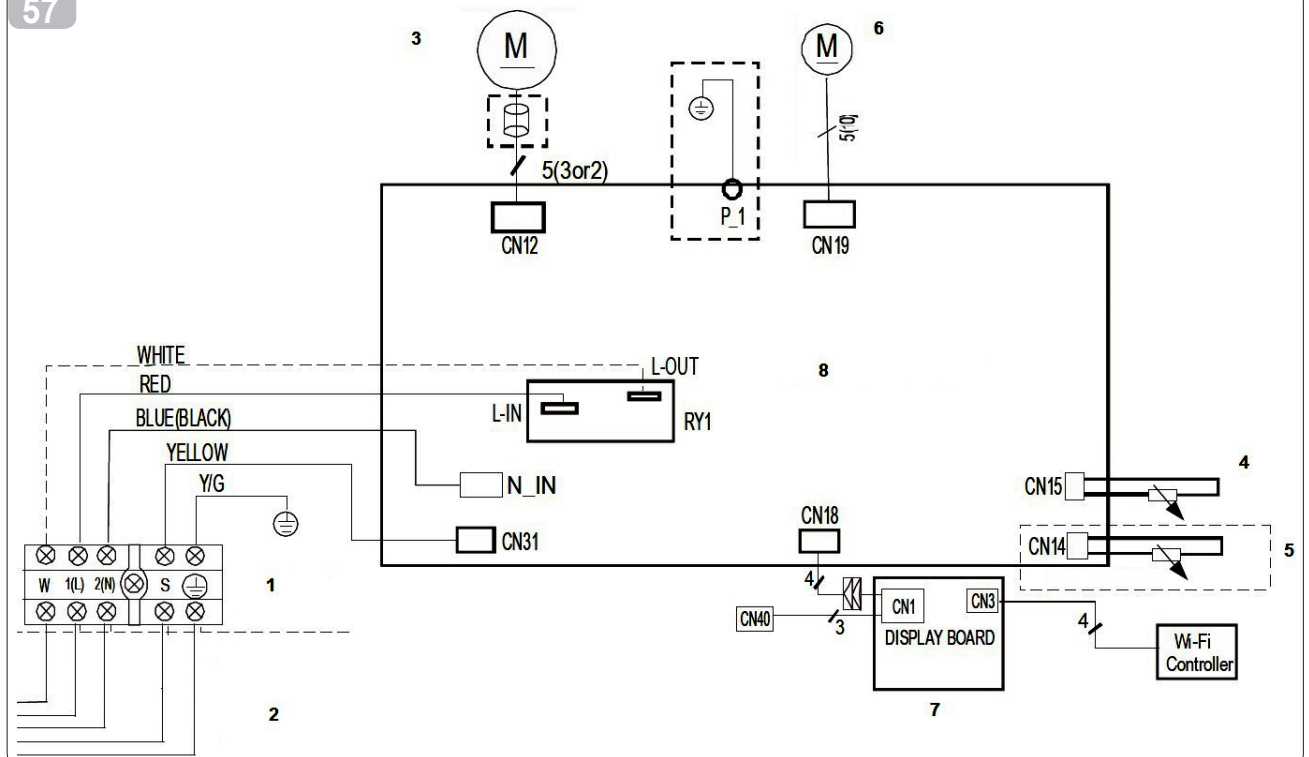 57
3
M
6
M
5(10)
5(3or2)
P_1
CN12
CN19
WHITE
L-OUT
RED
8
L-IN
RY1
BLUE(BLACK)
YELLOW
4
Y/G
N_IN
CN15
CN18
CN31
CN14
5
W 1(L) 2(N) S
1
4
CN1
CN3
CN40
3
4
DISPLAY BOARD
Wi-Fi
Controller
2
7